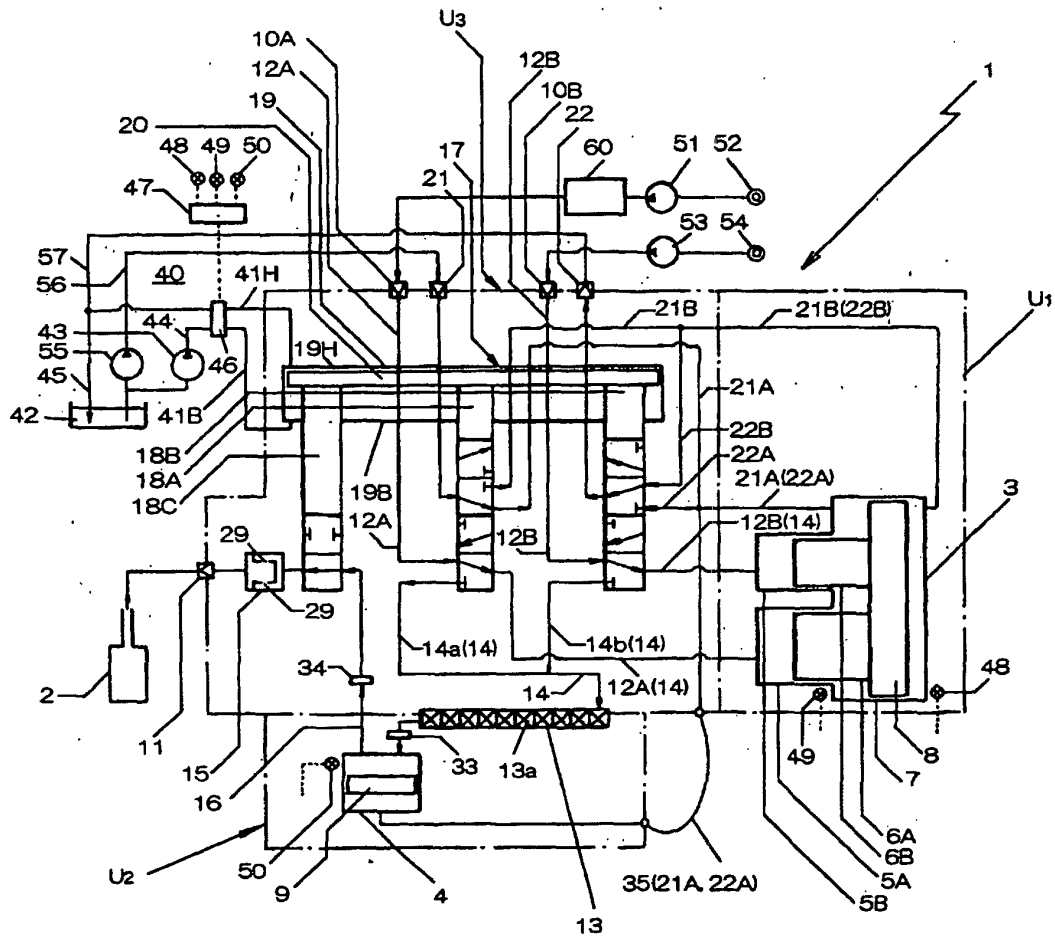 U3
10A
12A
19
20
12B
10B
22
1
48
49
50
17
21
60
51
52
47
53
54
57
56
40
41H
44
43
55
46
45
42
41B
18B
18A
18C
19H
19B
21B
21B(22B)
U1
21A
22B
22A
21A(22A)
3
12A
12B
12B(14)
29
29
11
2
15
34
14a(14)
14b(14)
14
12A(14)
16
33
13a
49
48
7
8
50
9
4
U2
35(21A, 22A)
13
6A
6B
5A
5B